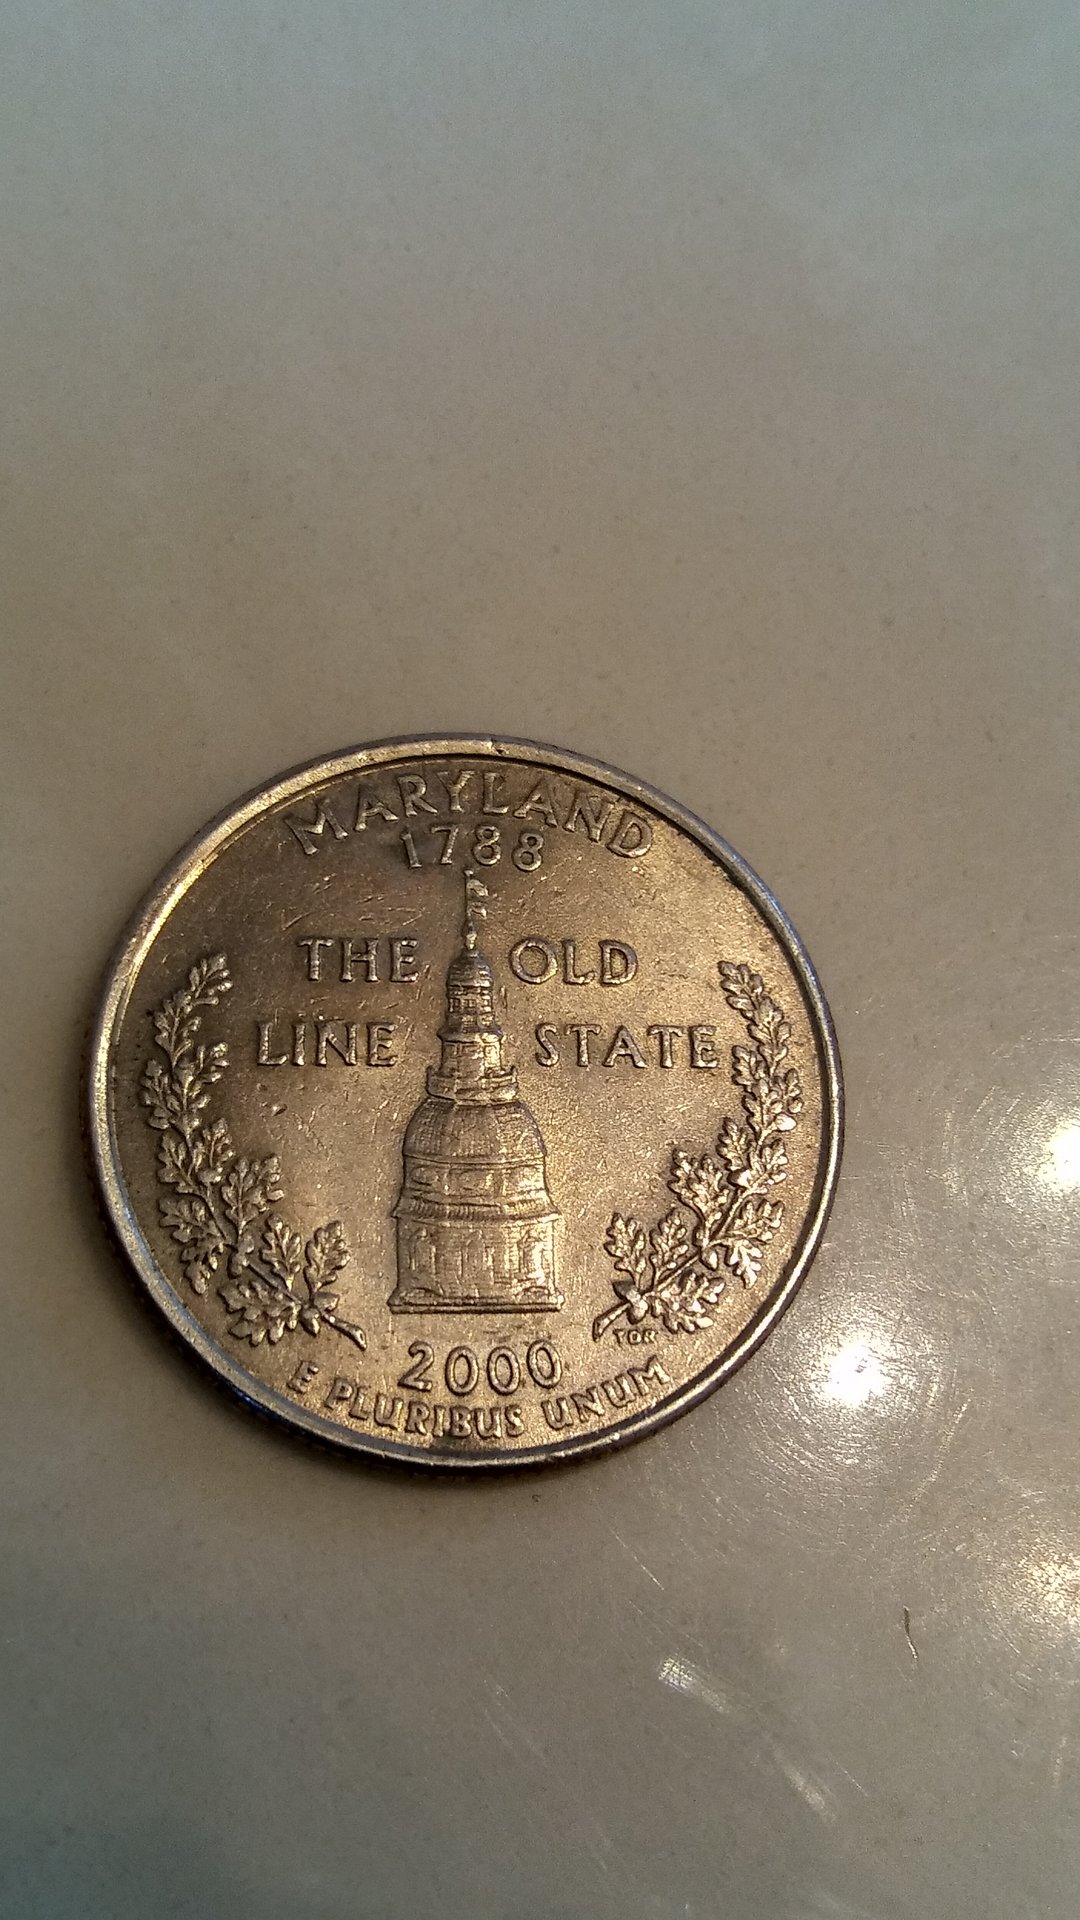 MARYLAND
1788
THE OLD
LINE STATE
TDR
2000
E PLURIBUS UNUM